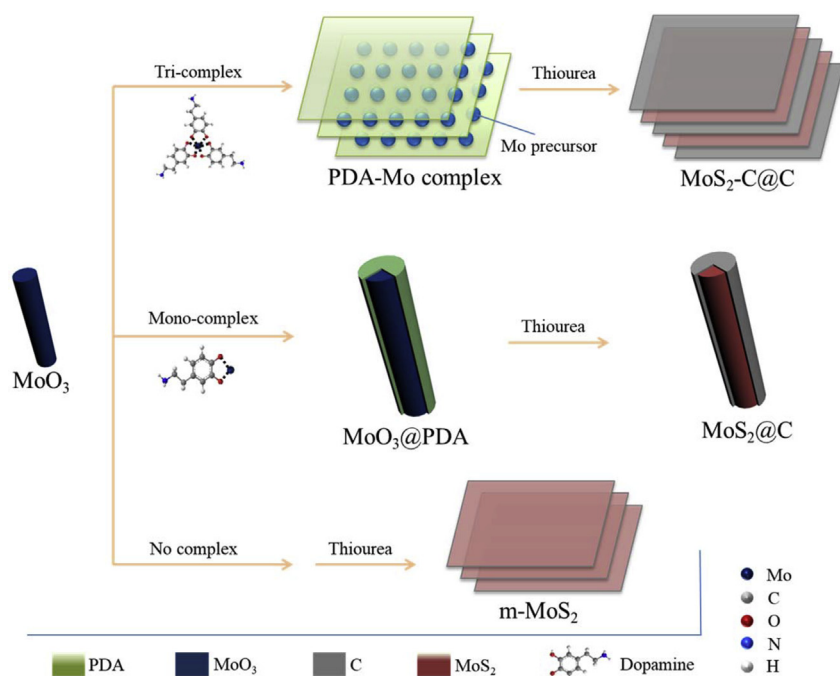 Tri-complex
Thiourea
Mo precursor
PDA-Mo complex
MoS₂-C@C
MoO₃
Mono-complex
Thiourea
MoO₃@PDA
MoS₂@C
No complex
Thiourea
m-MoS₂
Mo
C
O
N
H
PDA
MoO₃
C
MoS₂
Dopamine